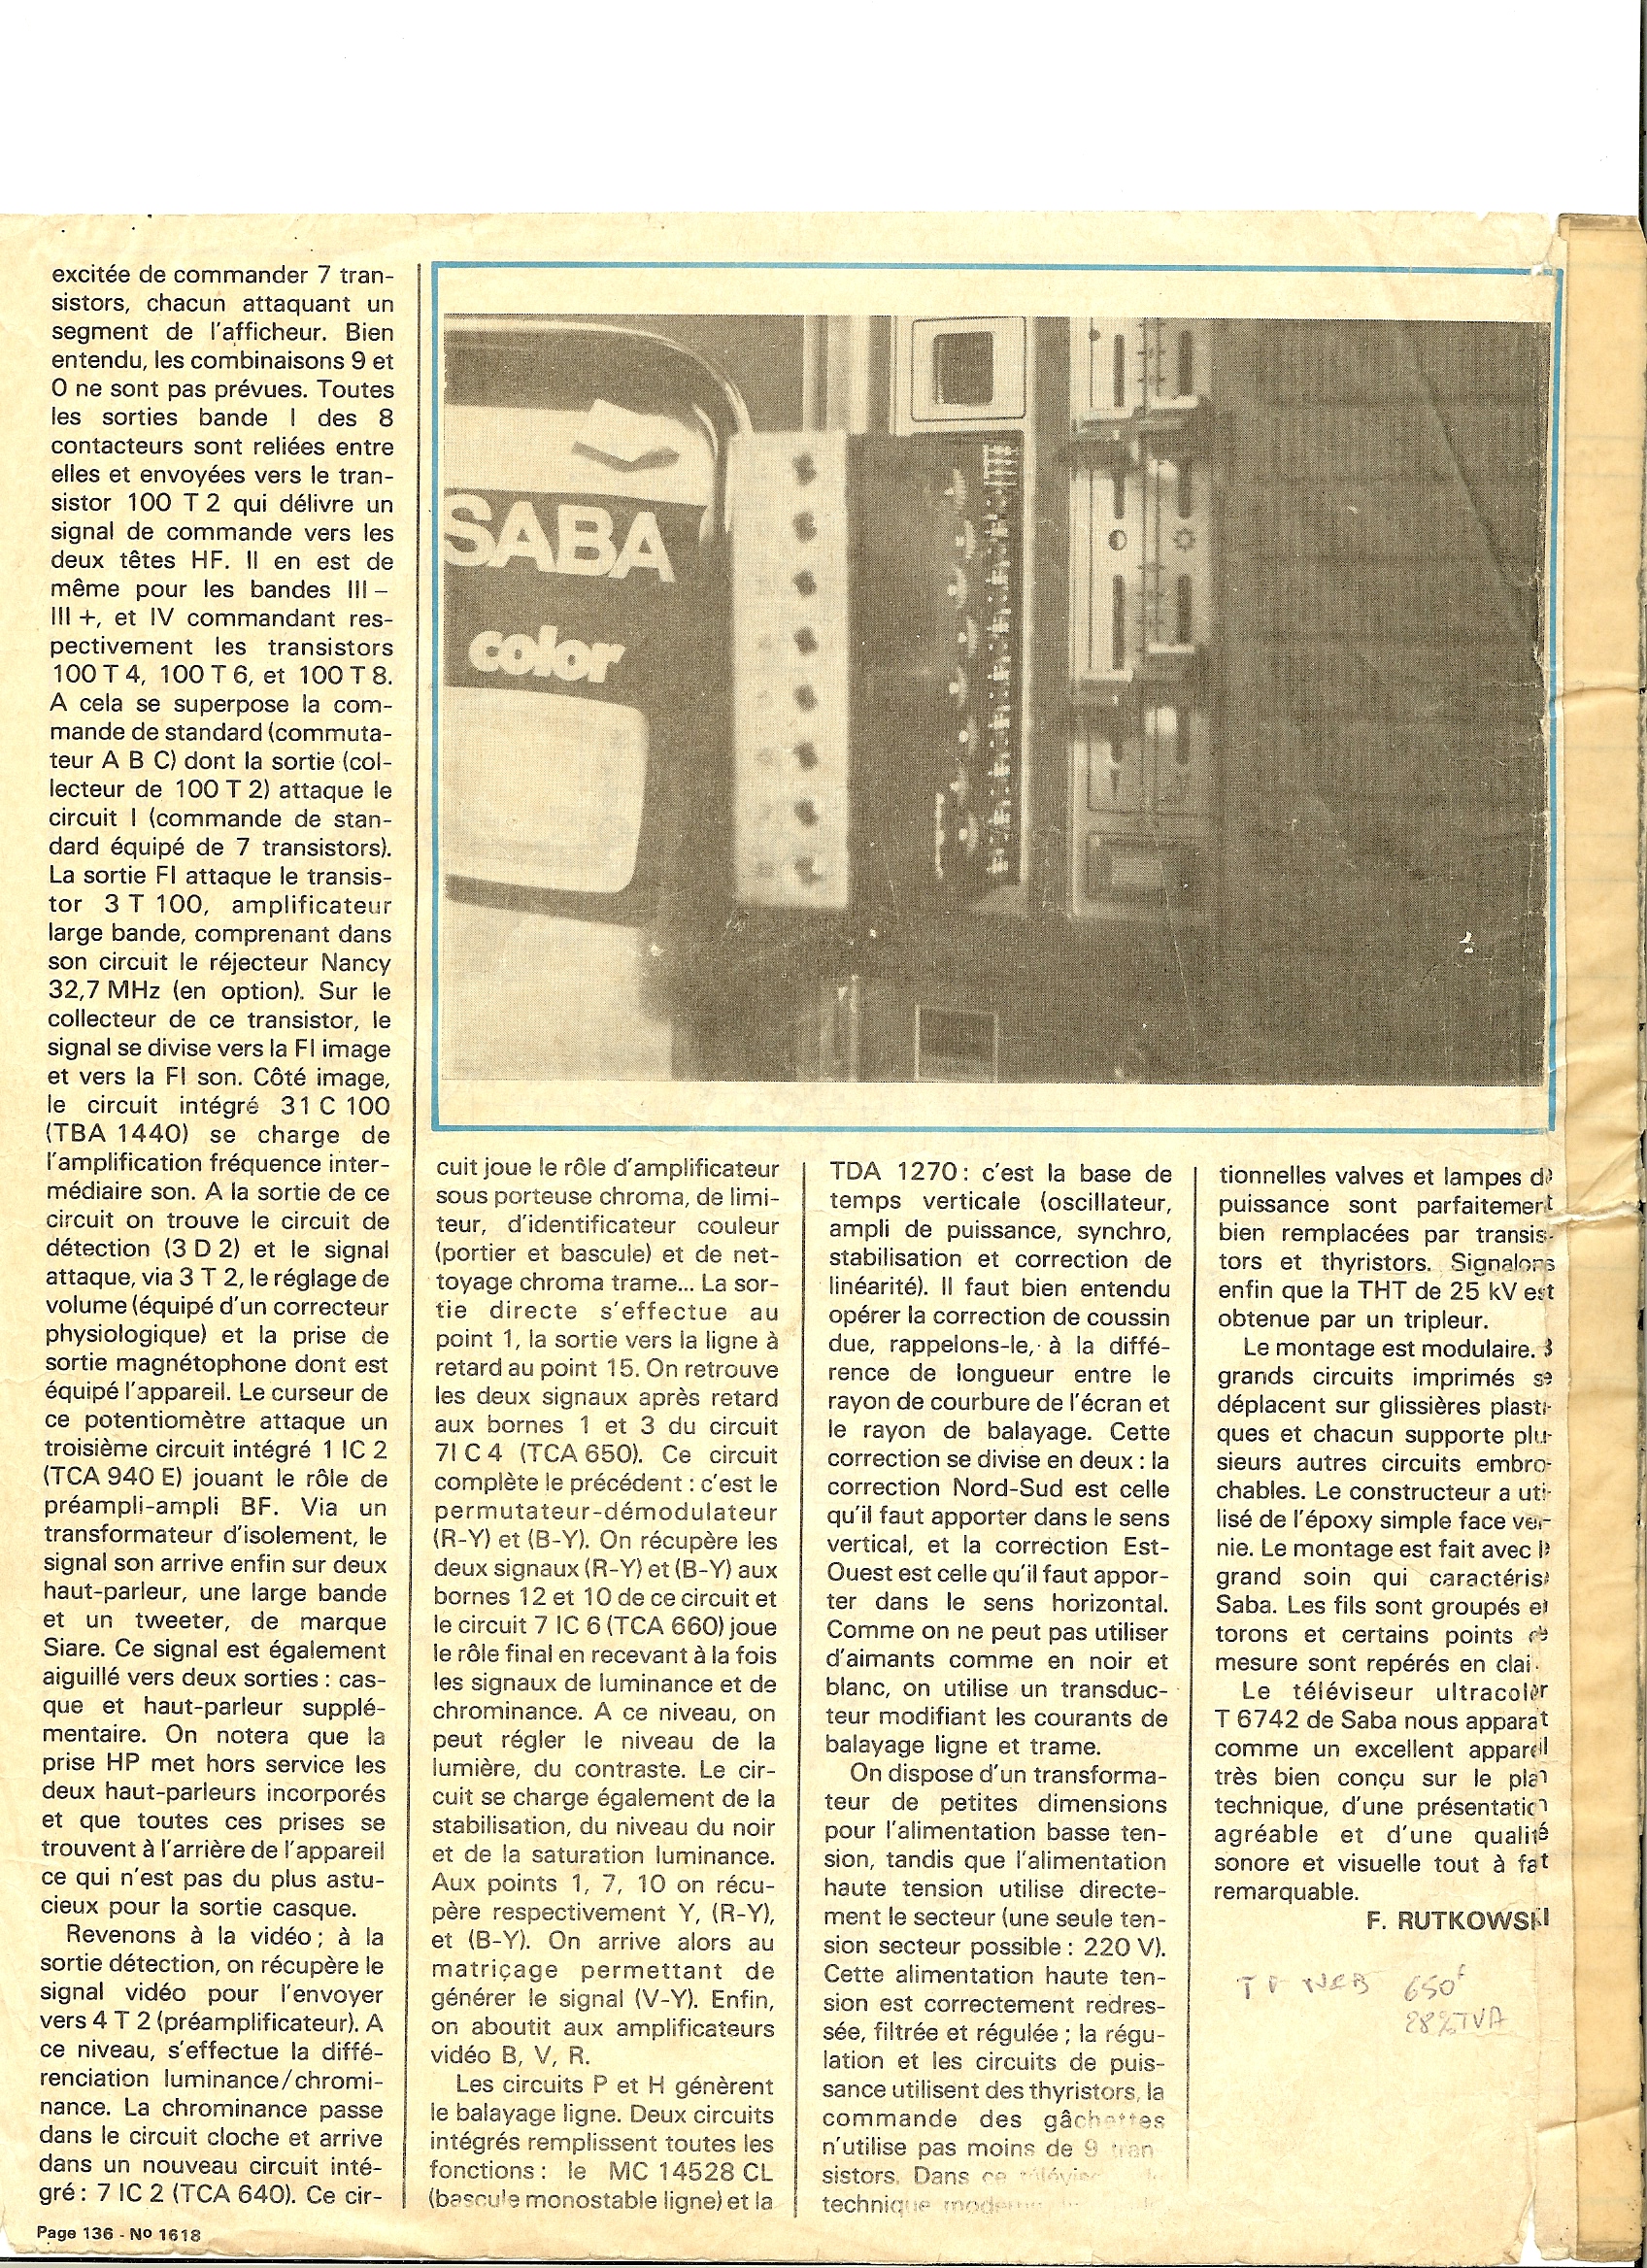 excitée de commander 7 tran-
sistors, chacun attaquant un
segment de l'afficheur. Bien
entendu, les combinaisons 9 et
O ne sont pas prévues. Toutes
les sorties bande I des 8
contacteurs sont reliées entre
elles et envoyées vers le tran-
sistor 100 T 2 qui délivre un
signal de commande vers les
deux têtes HF. Il en est de
même pour les bandes III –
III +, et IV commandant res-
pectivement les transistors
100 T 4, 100 T 6, et 100 T 8.
A cela se superpose la com-
mande de standard (commuta-
teur A B C) dont la sortie (col-
lecteur de 100 T 2) attaque le
circuit I (commande de stan-
dard équipé de 7 transistors).
La sortie FI attaque le transis-
tor 3 T 100, amplificateur
large bande, comprenant dans
son circuit le réjecteur Nancy
32,7 MHz (en option). Sur le
collecteur de ce transistor, le
signal se divise vers la FI image
et vers la FI son. Côté image,
le circuit intégré 31 C 100
(TBA 1440) se charge de
l'amplification fréquence inter-
médiaire son. A la sortie de ce
circuit on trouve le circuit de
détection (3 D 2) et le signal
attaque, via 3 T 2, le réglage de
volume (équipé d'un correcteur
physiologique) et la prise de
sortie magnétophone dont est
équipé l'appareil. Le curseur de
ce potentiomètre attaque un
troisième circuit intégré 1 IC 2
(TCA 940 E) jouant le rôle de
préampli-ampli BF. Via un
transformateur d'isolement, le
signal son arrive enfin sur deux
haut-parleur, une large bande
et un tweeter, de marque
Siare. Ce signal est également
aiguillé vers deux sorties : cas-
que et haut-parleur supplé-
mentaire. On notera que la
prise HP met hors service les
deux haut-parleurs incorporés
et que toutes ces prises se
trouvent à l'arrière de l'appareil
ce qui n'est pas du plus astu-
cieux pour la sortie casque.
Revenons à la vidéo ; à la
sortie détection, on récupère le
signal vidéo pour l'envoyer
vers 4 T 2 (préamplificateur). A
ce niveau, s'effectue la diffé-
renciation luminance/chromi-
nance. La chrominance passe
dans le circuit cloche et arrive
dans un nouveau circuit inté-
gré : 7 IC 2 (TCA 640). Ce cir-
SABA
color
cuit joue le rôle d'amplificateur
sous porteuse chroma, de limi-
teur, d'identificateur couleur
(portier et bascule) et de net-
toyage chroma trame... La sor-
tie directe s'effectue au
point 1, la sortie vers la ligne à
retard au point 15. On retrouve
les deux signaux après retard
aux bornes 1 et 3 du circuit
7I C 4 (TCA 650). Ce circuit
complète le précédent : c'est le
permutateur-démodulateur
(R-Y) et (B-Y). On récupère les
deux signaux (R-Y) et (B-Y) aux
bornes 12 et 10 de ce circuit et
le circuit 7 IC 6 (TCA 660) joue
le rôle final en recevant à la fois
les signaux de luminance et de
chrominance. A ce niveau, on
peut régler le niveau de la
lumière, du contraste. Le cir-
cuit se charge également de la
stabilisation, du niveau du noir
et de la saturation luminance.
Aux points 1, 7, 10 on récu-
père respectivement Y, (R-Y),
et (B-Y). On arrive alors au
matriçage permettant de
générer le signal (V-Y). Enfin,
on aboutit aux amplificateurs
vidéo B, V, R.
Les circuits P et H génèrent
le balayage ligne. Deux circuits
intégrés remplissent toutes les
fonctions : le MC 14528 CL
(bascule monostable ligne) et la
TDA 1270 : c'est la base de
temps verticale (oscillateur,
ampli de puissance, synchro,
stabilisation et correction de
linéarité). Il faut bien entendu
opérer la correction de coussin
due, rappelons-le, à la diffé-
rence de longueur entre le
rayon de courbure de l'écran et
le rayon de balayage. Cette
correction se divise en deux : la
correction Nord-Sud est celle
qu'il faut apporter dans le sens
vertical, et la correction Est-
Ouest est celle qu'il faut appor-
ter dans le sens horizontal.
Comme on ne peut pas utiliser
d'aimants comme en noir et
blanc, on utilise un transduc-
teur modifiant les courants de
balayage ligne et trame.
On dispose d'un transforma-
teur de petites dimensions
pour l'alimentation basse ten-
sion, tandis que l'alimentation
haute tension utilise directe-
ment le secteur (une seule ten-
sion secteur possible : 220 V).
Cette alimentation haute ten-
sion est correctement redres-
sée, filtrée et régulée ; la régu-
lation et les circuits de puis-
sance utilisent des thyristors, la
commande des gâchettes
n'utilise pas moins de 9 tran
sistors. Dans ce
technique moderne
tionnelles valves et lampes de
puissance sont parfaitement
bien remplacées par transis-
tors et thyristors. Signalons
enfin que la THT de 25 kV est
obtenue par un tripleur.
Le montage est modulaire. 3
grands circuits imprimés se
déplacent sur glissières plasti-
ques et chacun supporte plu-
sieurs autres circuits embro-
chables. Le constructeur a uti-
lisé de l'époxy simple face ver-
nie. Le montage est fait avec le
grand soin qui caractérise
Saba. Les fils sont groupés en
torons et certains points de
mesure sont repérés en clair.
Le téléviseur ultracolor
T 6742 de Saba nous apparaît
comme un excellent appareil
très bien conçu sur le plan
technique, d'une présentation
agréable et d'une qualité
sonore et visuelle tout à fait
remarquable.
F. RUTKOWSKI
650F
28% TVA
Page 136 - No 1618